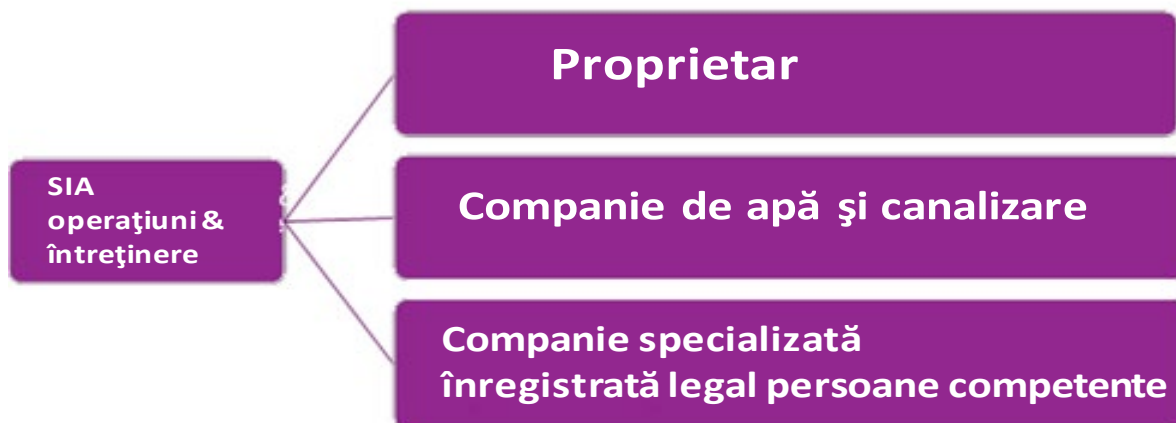 SIA
operaţiuni &
întreţinere
Proprietar
Companie de apă şi canalizare
Companie specializată
înregistrată legal persoane competente